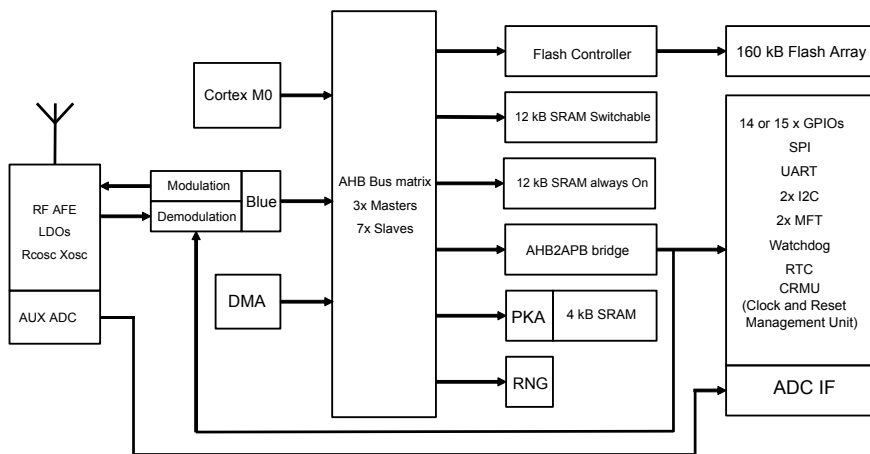 Cortex M0
RF AFE
LDOs
Rcosc Xosc
AUX ADC
Modulation
Demodulation
Blue
DMA
AHB Bus matrix
3x Masters
7x Slaves
Flash Controller
12 kB SRAM Switchable
12 kB SRAM always On
AHB2APB bridge
PKA
4 kB SRAM
RNG
160 kB Flash Array
14 or 15 x GPIOs
SPI
UART
2x I2C
2x MFT
Watchdog
RTC
CRMU
(Clock and Reset
Management Unit)
ADC IF